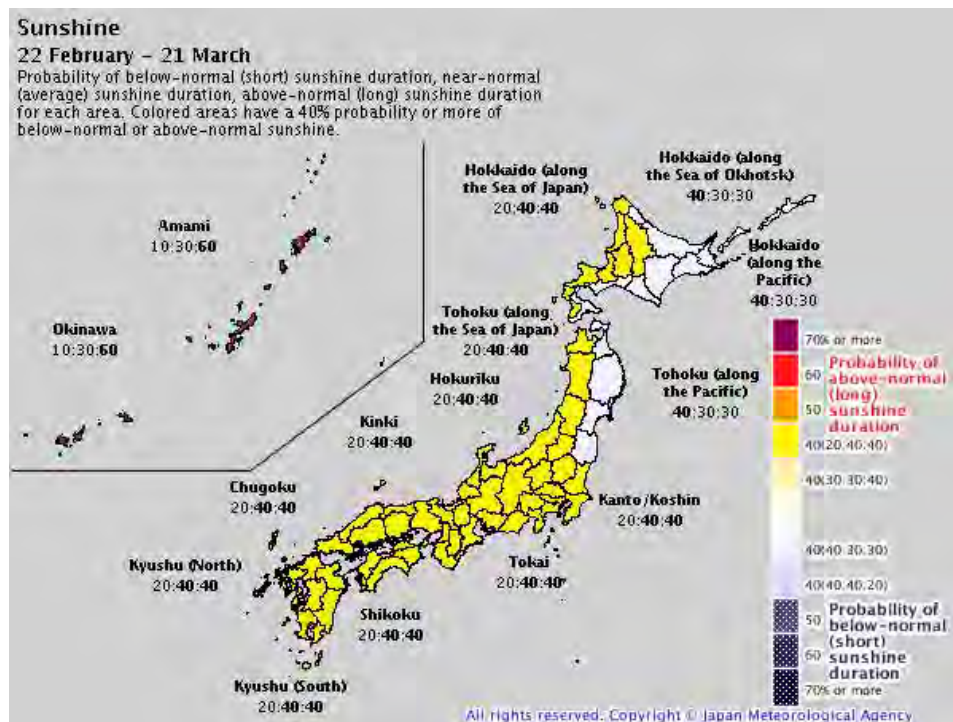 Sunshine
22 February – 21 March
Probability of below-normal (short) sunshine duration, near-normal
(average) sunshine duration, above-normal (long) sunshine duration
for each area. Colored areas have a 40% probability or more of
below-normal or above-normal sunshine.
Hokkaido (along
the Sea of Japan)
20:40:40
Hokkaido (along
the Sea of Okhotsk)
40:30:30
Hokkaido
(along the
Pacific)
40:30:30
Amami
10:30:60
Okinawa
10:30:60
Tohoku (along
the Sea of Japan)
20:40:40
Hokuriku
20:40:40
Tohoku (along
the Pacific)
40:30:30
Kinki
20:40:40
Chugoku
20:40:40
Kanto/Koshin
20:40:40
Kyushu (North)
20:40:40
Tokai
20:40:40
Shikoku
20:40:40
Kyushu (South)
20:40:40
70% or more
60
50
Probability of
above-normal
(long)
sunshine
duration
40(20:40:40)
40(30:30:40)
40(40:30:30)
40(40:40:20)
50
60
70% or more
Probability of
below-normal
(short)
sunshine
duration
All rights reserved. Copyright © Japan Meteorological Agency